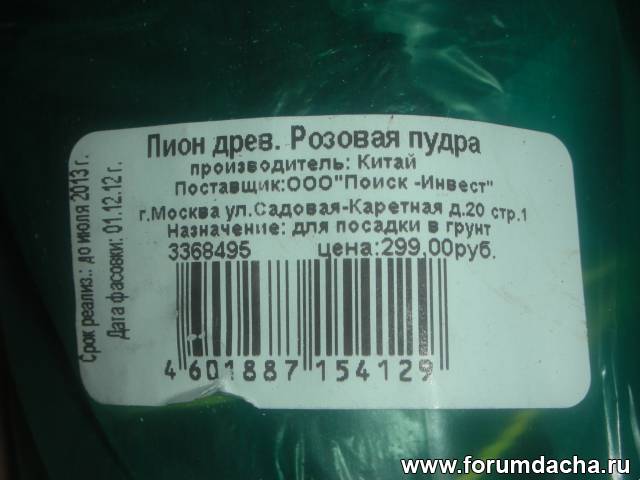 Пион древ. Розовая пудра
производитель: Китай
Поставщик:ООО"Поиск -Инвест"
г.Москва ул.Садовая-Каретная д.20 стр.1
Назначение: для посадки в грунт
3368495 цена:299,00руб.
4 601887 154129
Срок реализ.: до июля 2013 г.
Дата фасовки: 01.12.12 г.
www.forumdacha.ru